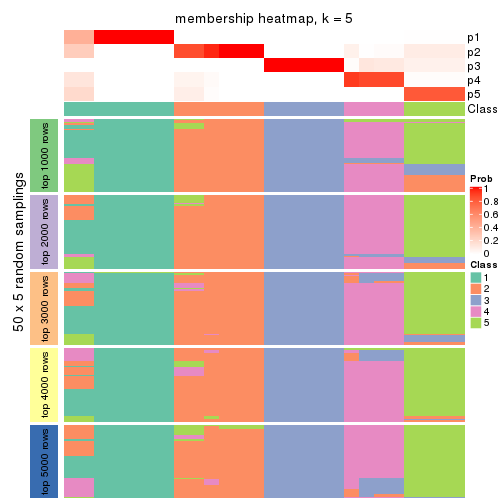 membership heatmap, k = 5
p1
p2
p3
p4
p5
Class
50 x 5 random samplings
top 1000 rows
top 2000 rows
top 3000 rows
top 4000 rows
top 5000 rows
Prob
1
0.8
0.6
0.4
0.2
0
Class
1
2
3
4
5